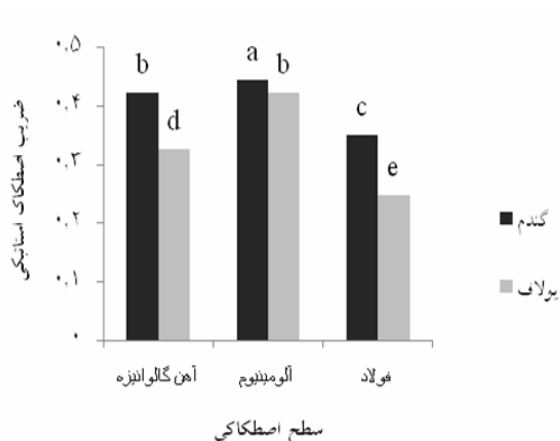 ضریب اصطکاک استاتیکی
۰.۵
۰.۴
۰.۳
۰.۲
۰.۱
۰
b
d
a
b
c
e
آهن گالوانیزه
آلومینیوم
فولاد
سطح اصطکاکی
گندم
یولاف